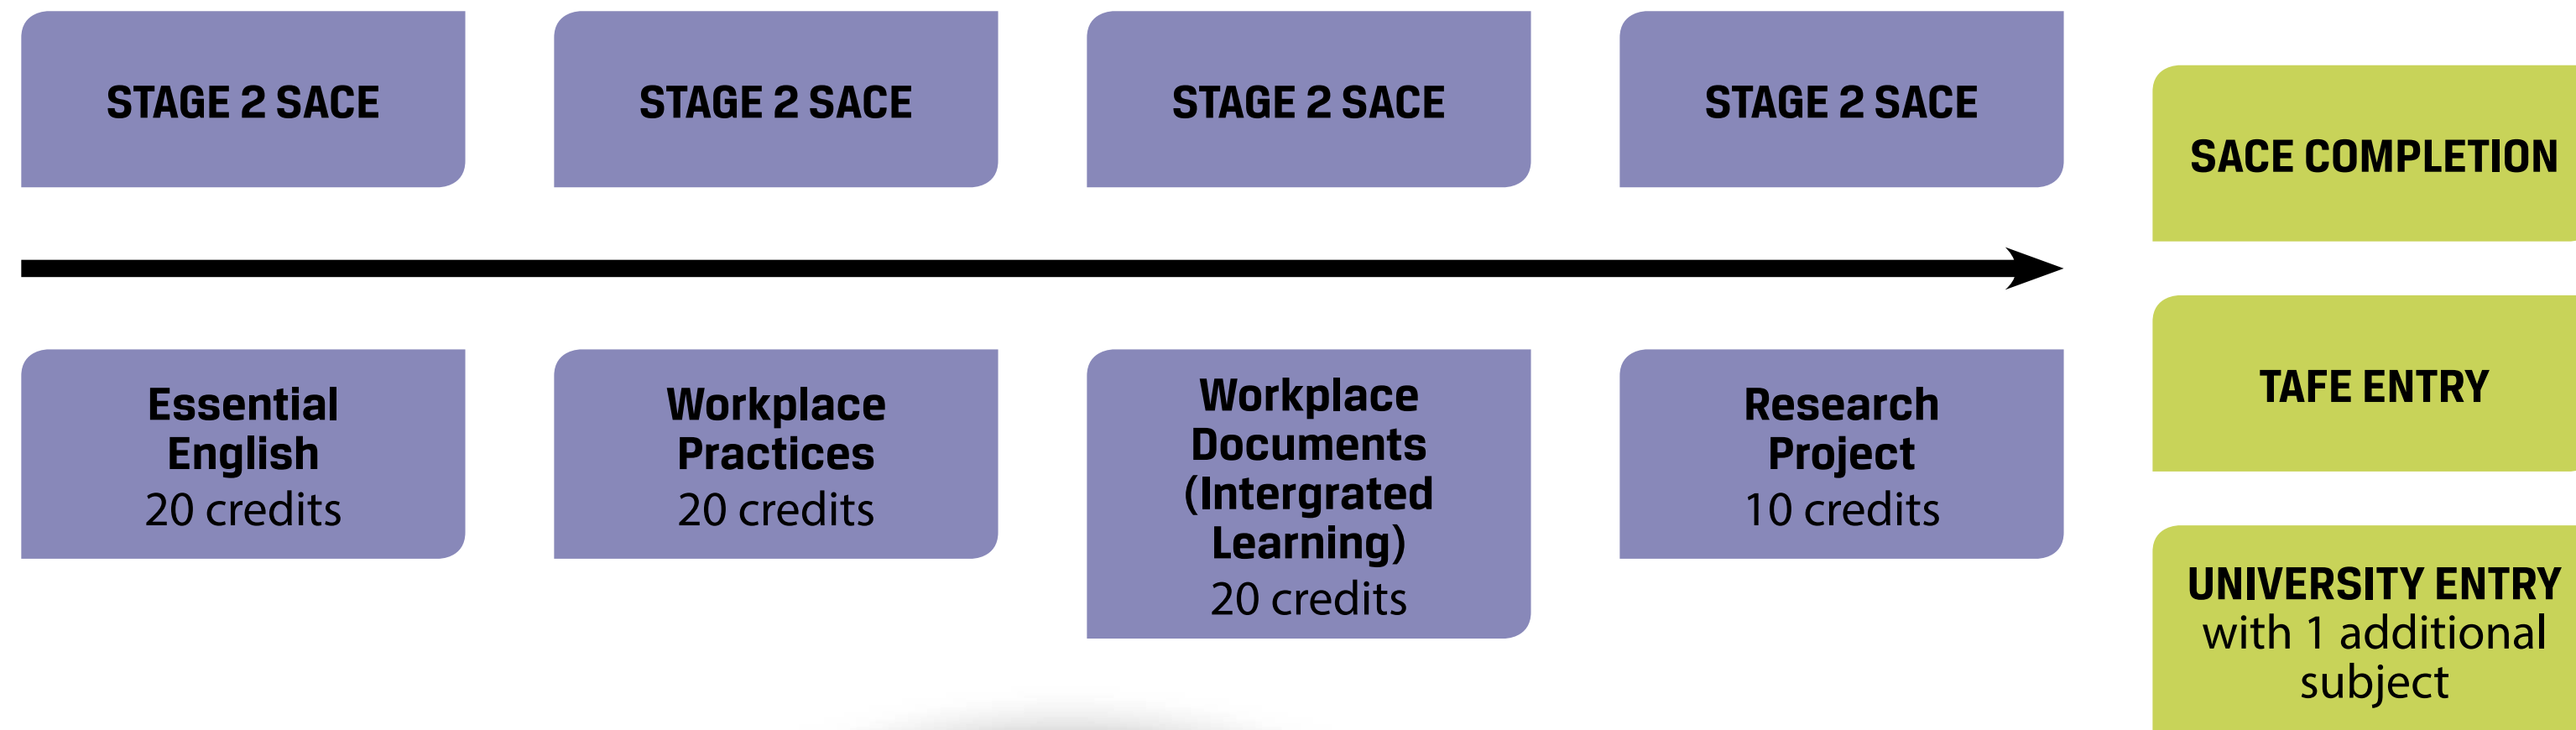 STAGE 2 SACE
STAGE 2 SACE
STAGE 2 SACE
STAGE 2 SACE
Essential
English
20 credits
Workplace
Practices
20 credits
Workplace
Documents
(Intergrated
Learning)
20 credits
Research
Project
10 credits
SACE COMPLETION
TAFE ENTRY
UNIVERSITY ENTRY
with 1 additional
subject